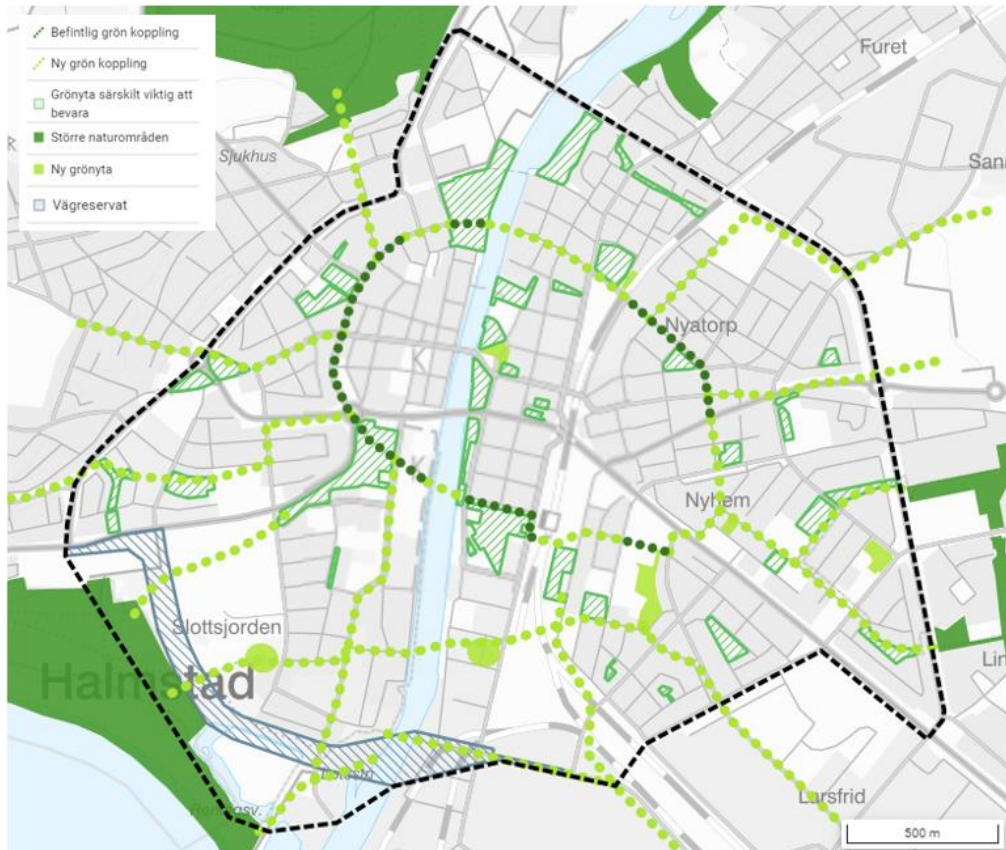 Befintlig grön koppling
Ny grön koppling
Grönyta särskilt viktig att
bevara
Större naturområden
Ny grönyta
Vägreservat
Furet
Sjukhus
Nyatorp
Nyhem
Slottsjorden
Halmstad
Larsfrid
500 m